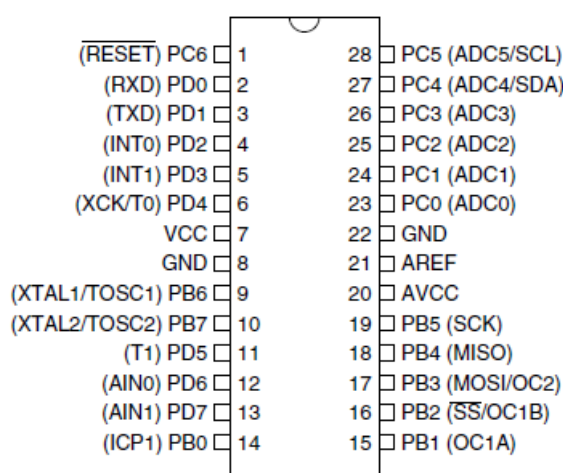 (RESET) PC6 1 28 PC5 (ADC5/SCL)
(RXD) PD0 2 27 PC4 (ADC4/SDA)
(TXD) PD1 3 26 PC3 (ADC3)
(INT0) PD2 4 25 PC2 (ADC2)
(INT1) PD3 5 24 PC1 (ADC1)
(XCK/T0) PD4 6 23 PC0 (ADC0)
VCC 7 22 GND
GND 8 21 AREF
(XTAL1/TOSC1) PB6 9 20 AVCC
(XTAL2/TOSC2) PB7 10 19 PB5 (SCK)
(T1) PD5 11 18 PB4 (MISO)
(AIN0) PD6 12 17 PB3 (MOSI/OC2)
(AIN1) PD7 13 16 PB2 (SS/OC1B)
(ICP1) PB0 14 15 PB1 (OC1A)